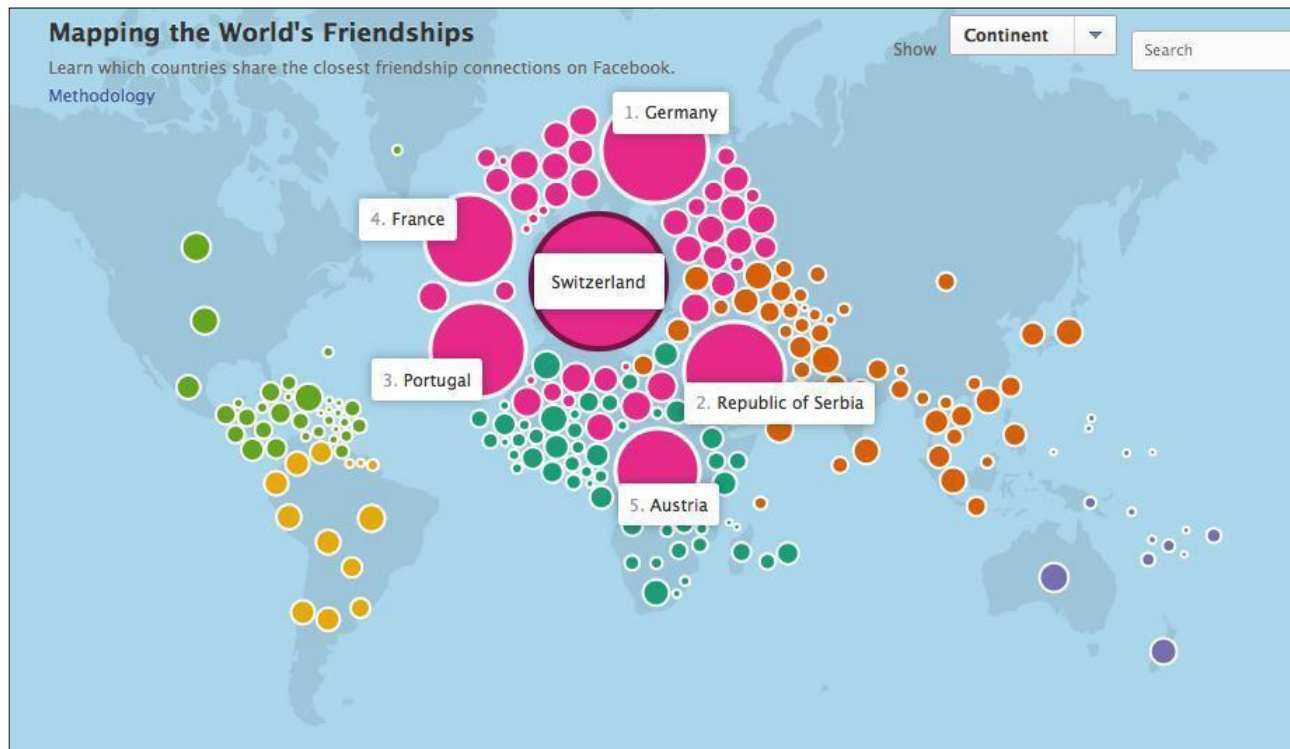 Mapping the World's Friendships
Learn which countries share the closest friendship connections on Facebook.
Methodology
Show
Continent
Search
1. Germany
4. France
Switzerland
3. Portugal
2. Republic of Serbia
5. Austria